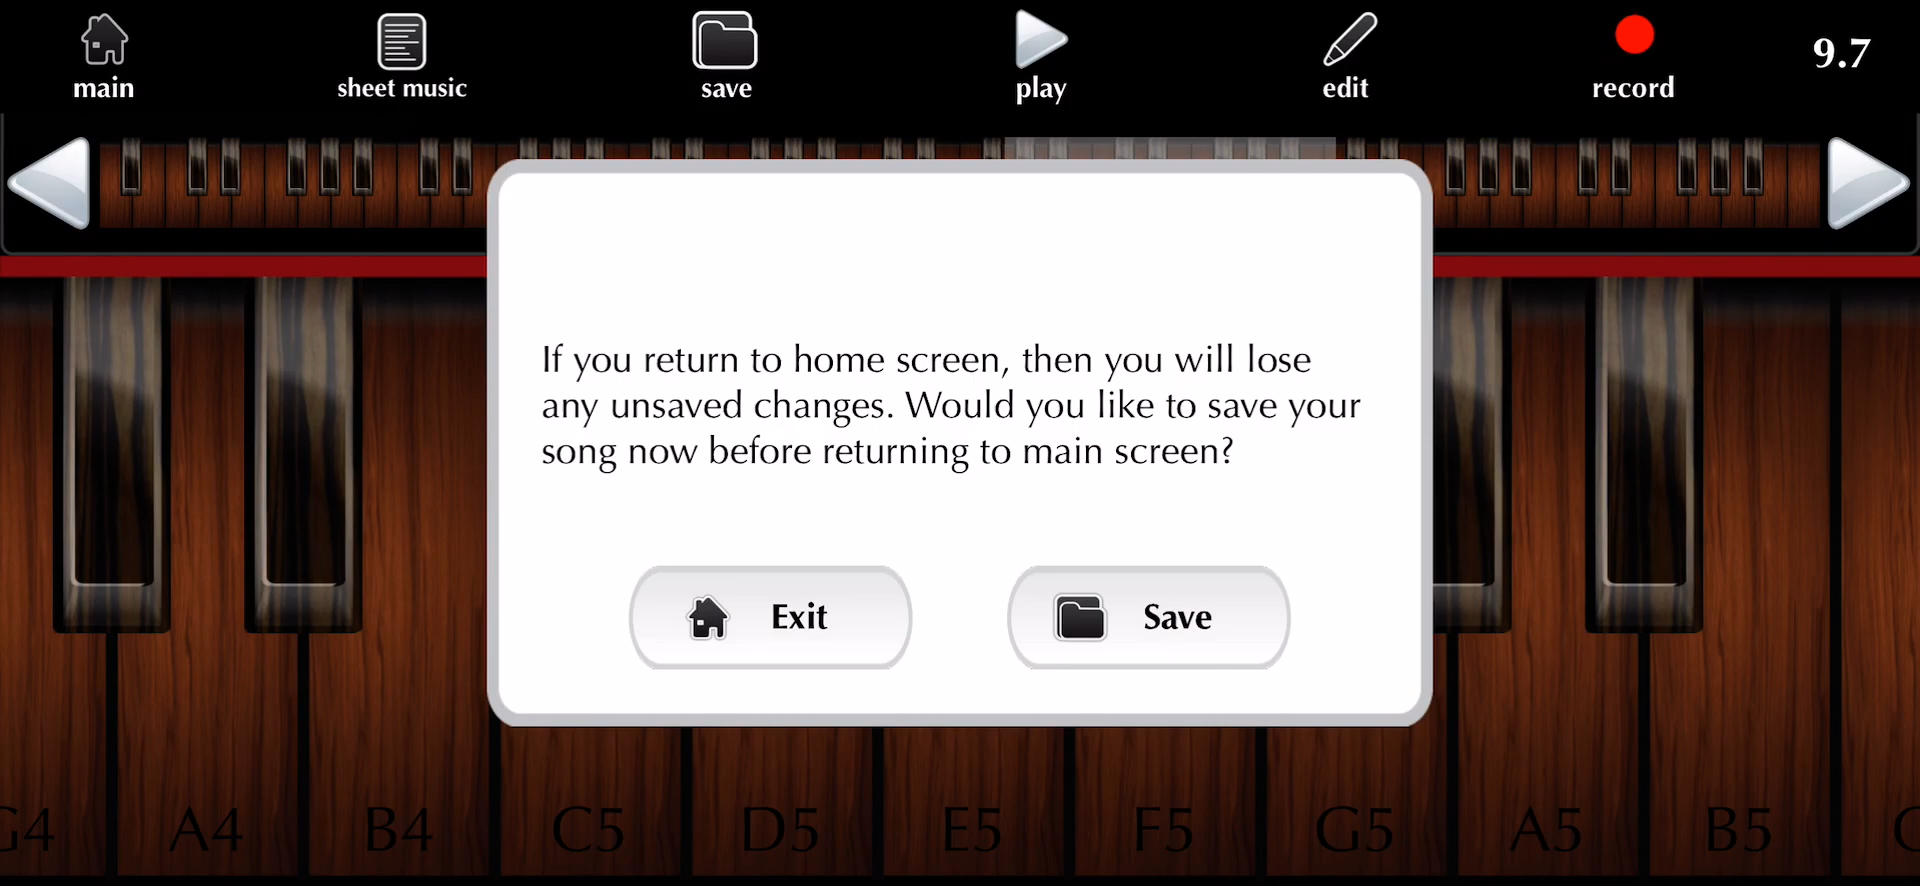 main
sheet music
save
play
edit
record
9.7
If you return to home screen, then you will lose
any unsaved changes. Would you like to save your
song now before returning to main screen?
Exit
Save
G4
A4
B4
C5
D5
E5
F5
G5
A5
B5
C